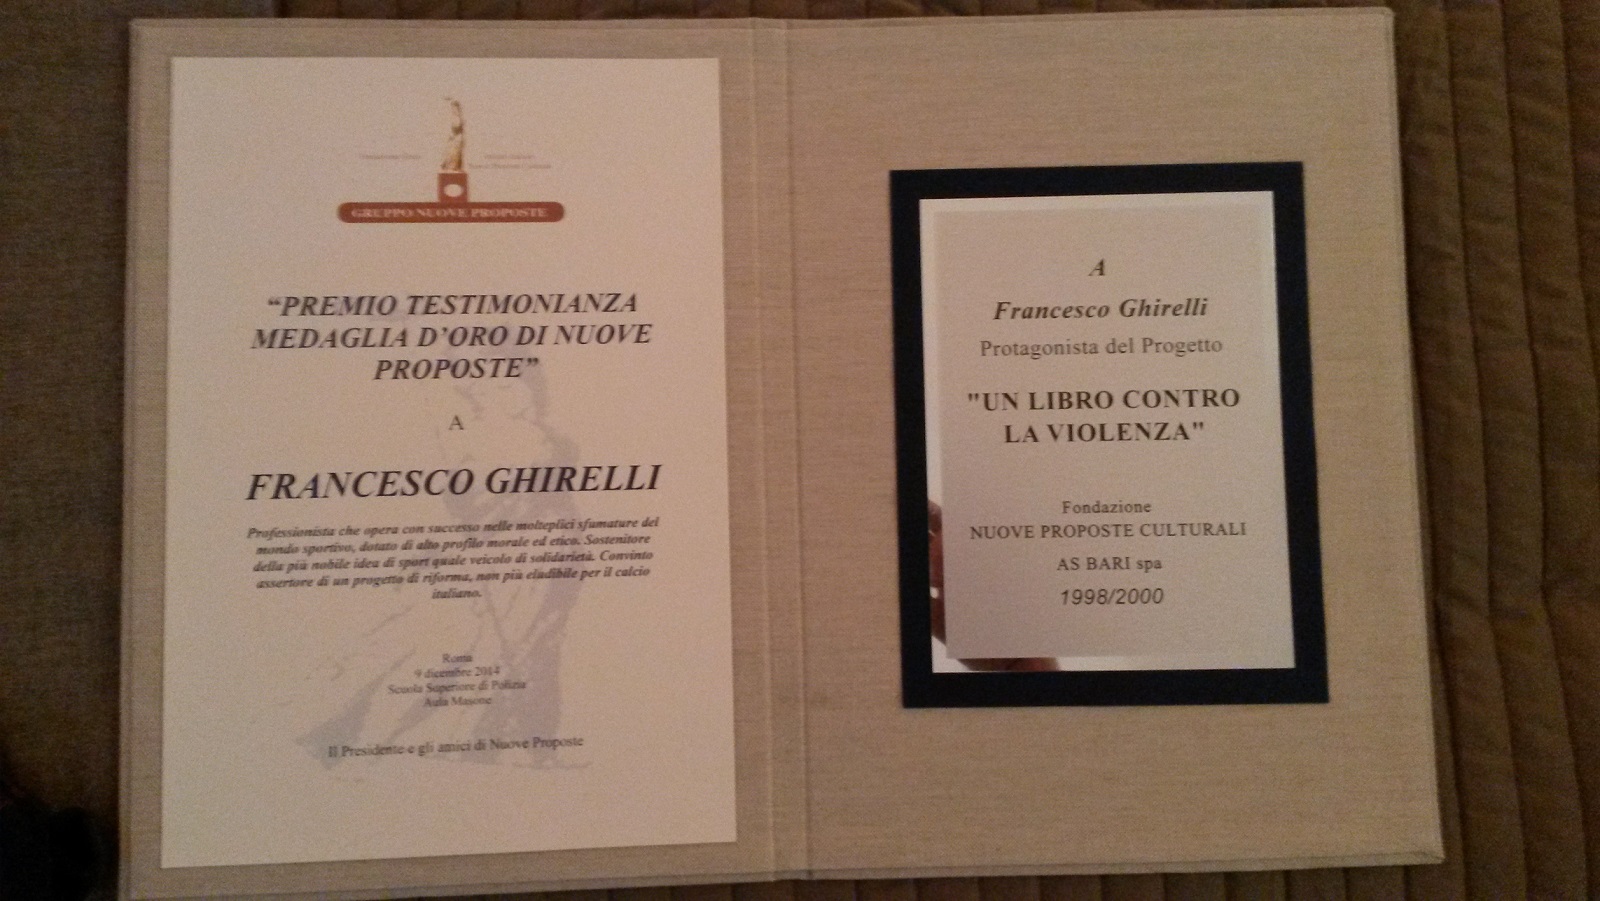 GRUPPO NUOVE PROPOSTE
“PREMIO TESTIMONIANZA
MEDAGLIA D’ORO DI NUOVE
PROPOSTE”
A
FRANCESCO GHIRELLI
Professionista che opera con successo nelle molteplici sfumature del
mondo sportivo, dotato di alto profilo morale ed etico. Sostenitore
della più nobile idea di sport quale veicolo di solidarietà. Convinto
assertore di un progetto di riforma, non più eludibile per il calcio
italiano.
Roma
9 dicembre 2014
Scuola Superiore di Polizia
Aula Masone
Il Presidente e gli amici di Nuove Proposte
A
Francesco Ghirelli
Protagonista del Progetto
"UN LIBRO CONTRO
LA VIOLENZA"
Fondazione
NUOVE PROPOSTE CULTURALI
AS BARI spa
1998/2000